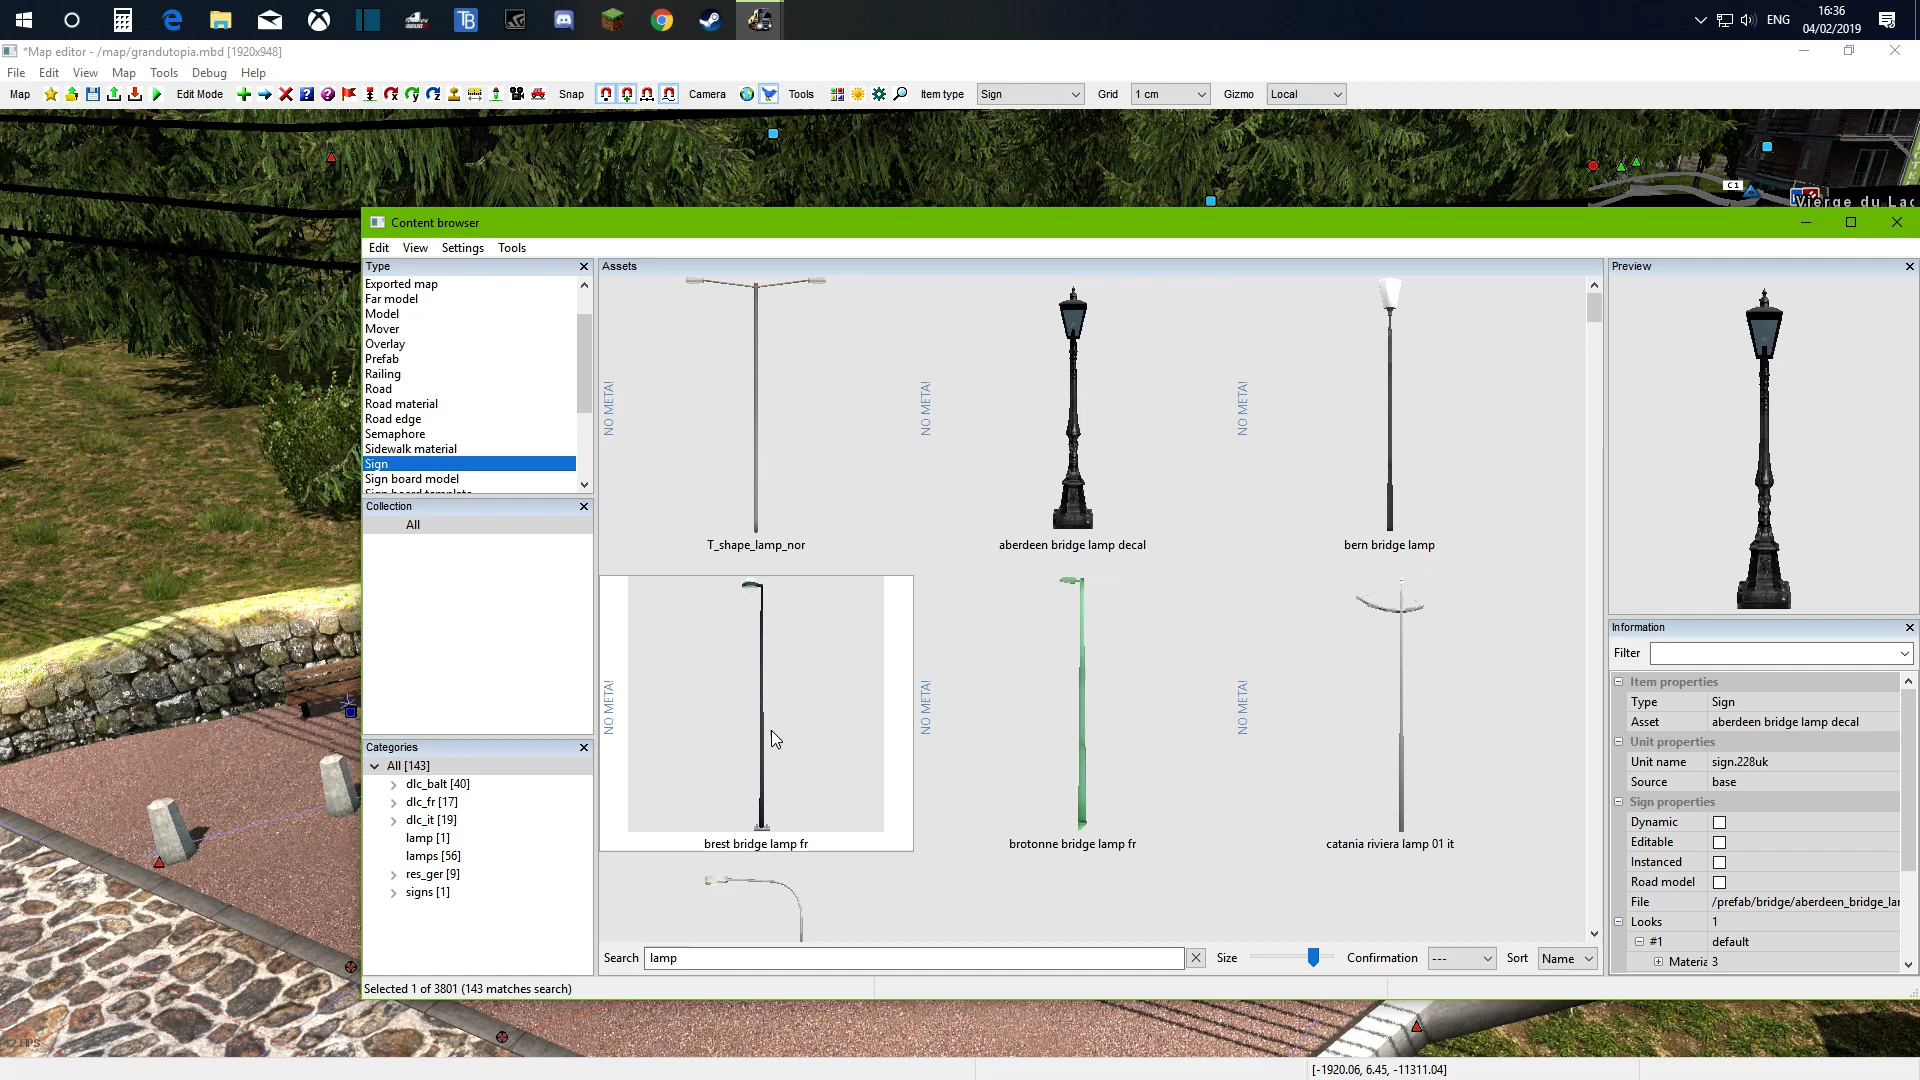 ENG
16:36
04/02/2019
*Map editor - /map/grandutopia.mbd [1920x948]
File Edit View Map Tools Debug Help
Map Edit Mode Snap Camera Tools Item type Sign Grid 1 cm Gizmo Local
C1
Vierge du Lac
Content browser
Edit View Settings Tools
Type
Exported map
Far model
Model
Mover
Overlay
Prefab
Railing
Road
Road material
Road edge
Semaphore
Sidewalk material
Sign
Sign board model
Sign board template
Collection
All
Categories
All [143]
dlc_balt [40]
dlc_fr [17]
dlc_it [19]
lamp [1]
lamps [56]
res_ger [9]
signs [1]
Assets
NO META! NO META! NO META!
T_shape_lamp_nor aberdeen bridge lamp decal bern bridge lamp
NO META! NO META! NO META!
brest bridge lamp fr brotonne bridge lamp fr catania riviera lamp 01 it
Search lamp Size Confirmation --- Sort Name
Selected 1 of 3801 (143 matches search)
Preview
Information
Filter
Item properties
Type Sign
Asset aberdeen bridge lamp decal
Unit properties
Unit name sign.228uk
Source base
Sign properties
Dynamic
Editable
Instanced
Road model
File /prefab/bridge/aberdeen_bridge_lar
Looks 1
#1 default
Materia 3
[-1920.06, 6.45, -11311.04]